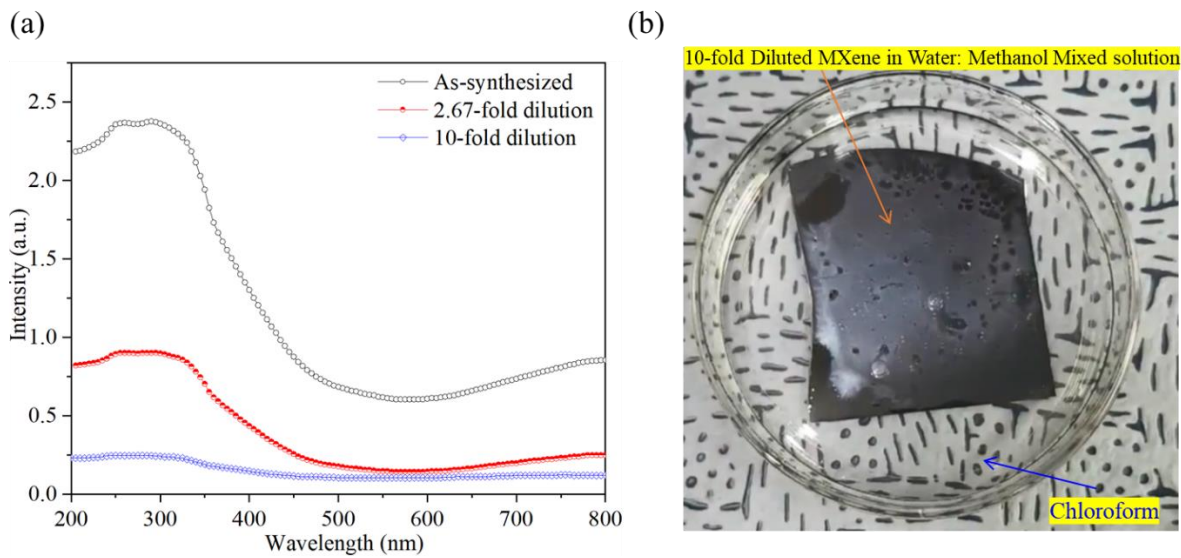 (a)
(b)
2.5
2.0
1.5
1.0
0.5
0.0
Intensity (a.u.)
As-synthesized
2.67-fold dilution
10-fold dilution
200 300 400 500 600 700 800
Wavelength (nm)
10-fold Diluted MXene in Water: Methanol Mixed solution
Chloroform